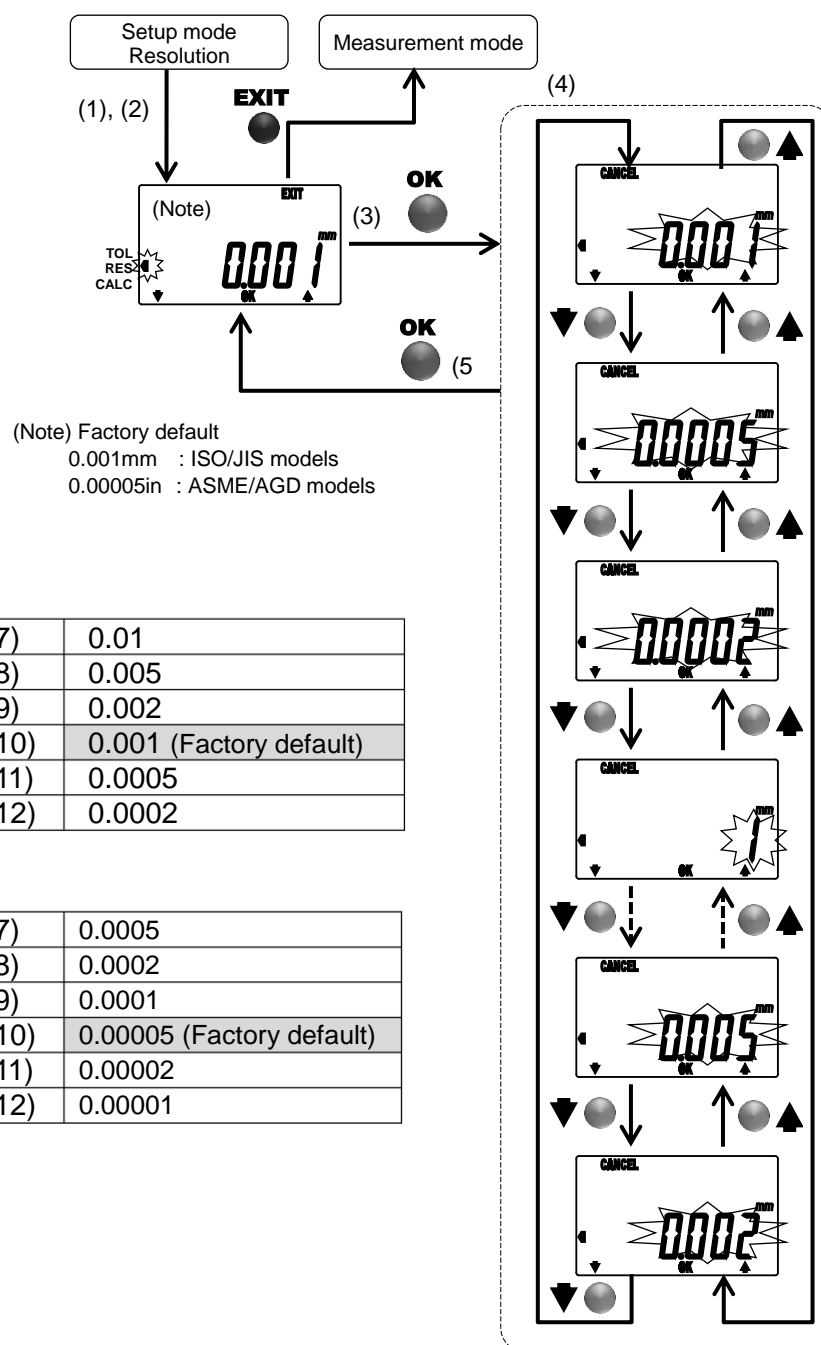 Setup mode
Resolution
Measurement mode
(1), (2)
EXIT
(4)
EXIT
(Note)
mm
TOL
RES
CALC
0.001
OK
(3)
OK
OK
(5
(Note) Factory default
0.001mm : ISO/JIS models
0.00005in : ASME/AGD models
7) 0.01
8) 0.005
9) 0.002
10) 0.001 (Factory default)
11) 0.0005
12) 0.0002
7) 0.0005
8) 0.0002
9) 0.0001
10) 0.00005 (Factory default)
11) 0.00002
12) 0.00001
CANCEL
mm
0.001
OK
CANCEL
mm
0.0005
OK
CANCEL
mm
0.0002
OK
CANCEL
mm
1
OK
CANCEL
mm
0.005
OK
CANCEL
mm
0.002
OK